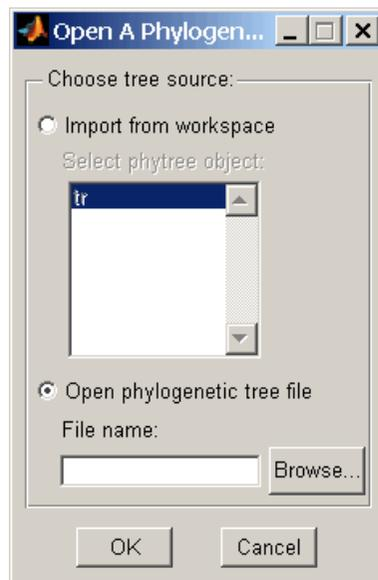 Open A Phylogen...
Choose tree source:
Import from workspace
Select phytree object:
tr
Open phylogenetic tree file
File name:
Browse...
OK
Cancel